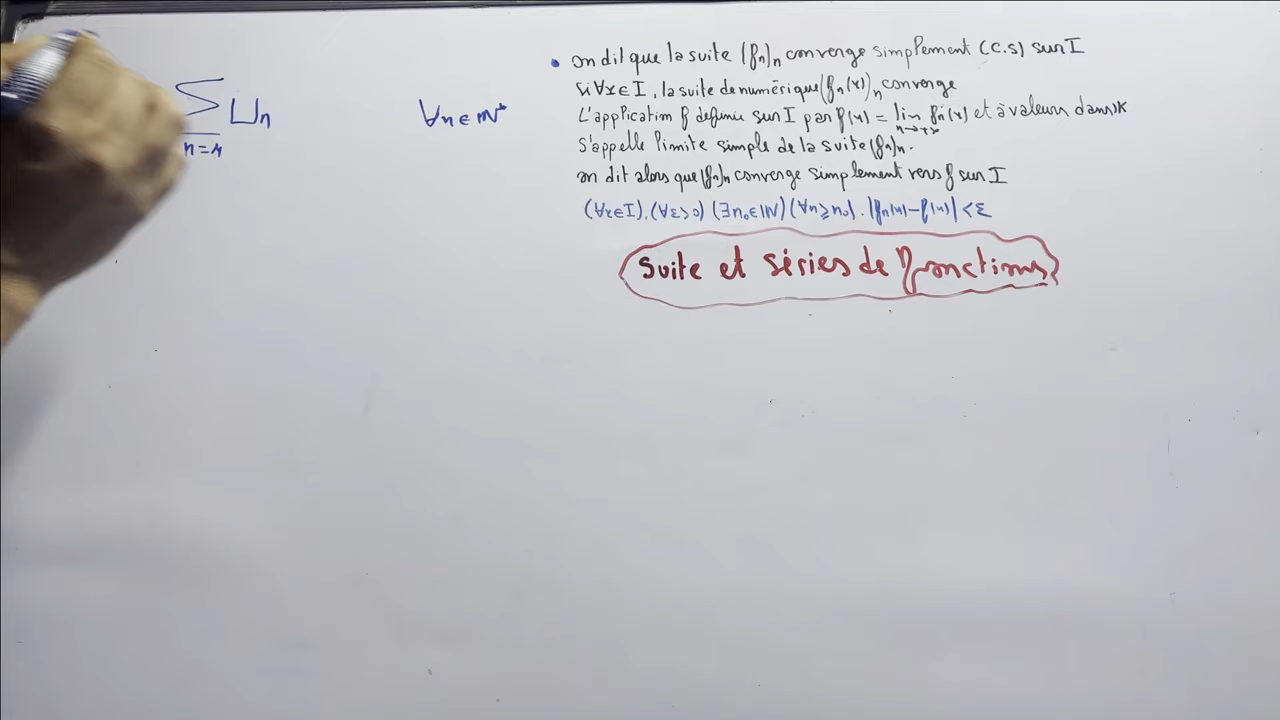 ∑ Un
n=1
∀n∈ℕ*
• on dit que la suite (fn)n converge simplement (C.S) sur I
si ∀x∈I, la suite de numérique (fn(x))n converge
L'application f définie sur I par f(x) = lim fn(x) et à valeurs dans K
n→+∞
s'appelle limite simple de la suite (fn)n.
on dit alors que (fn)n converge simplement vers f sur I
(∀x∈I), (∀ε>0) (∃n₀∈ℕ) (∀n≥n₀). |fn(x)-f(x)| <ε
Suite et séries de fonctions